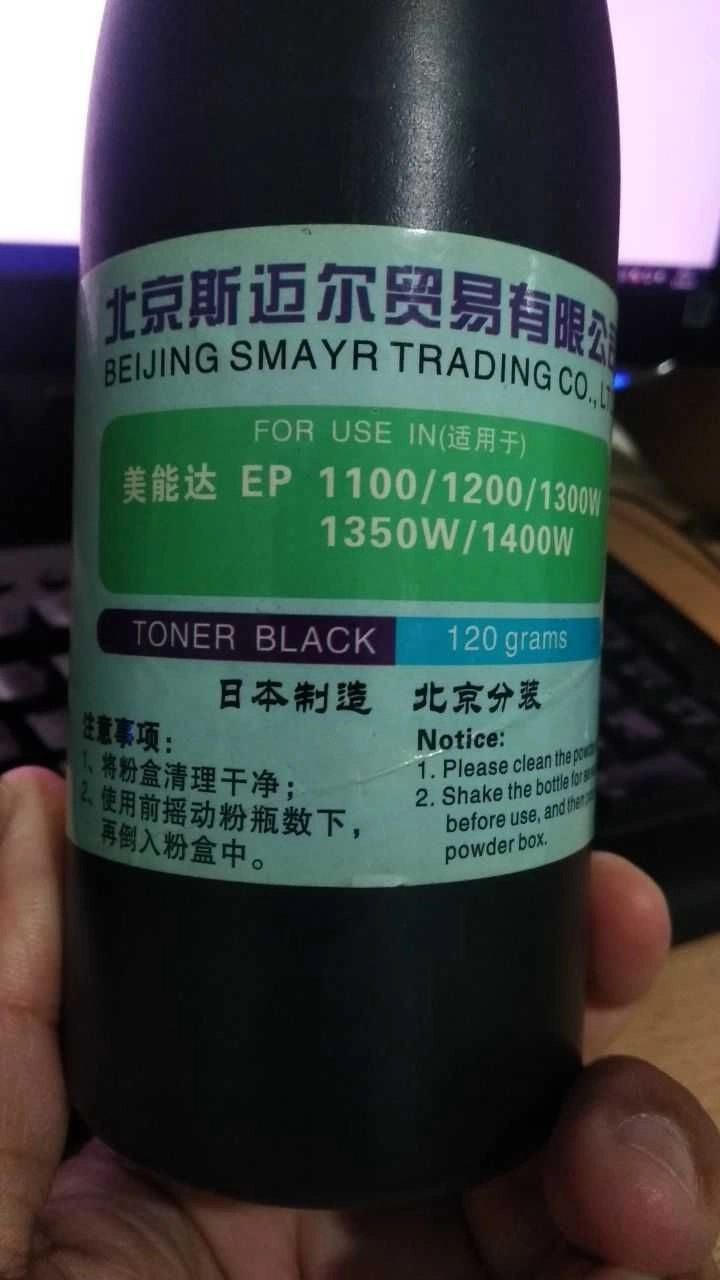 北京斯迈尔贸易有限公司
BEIJING SMAYR TRADING CO.,
FOR USE IN(适用于)
美能达 EP 1100/1200/1300W
1350W/1400W
TONER BLACK 120 grams
日本制造 北京分装
注意事项:
1、将粉盒清理干净;
2、使用前摇动粉瓶数下,
再倒入粉盒中。
Notice:
1. Please clean the
2. Shake the bottle for
before use, and then
powder box.